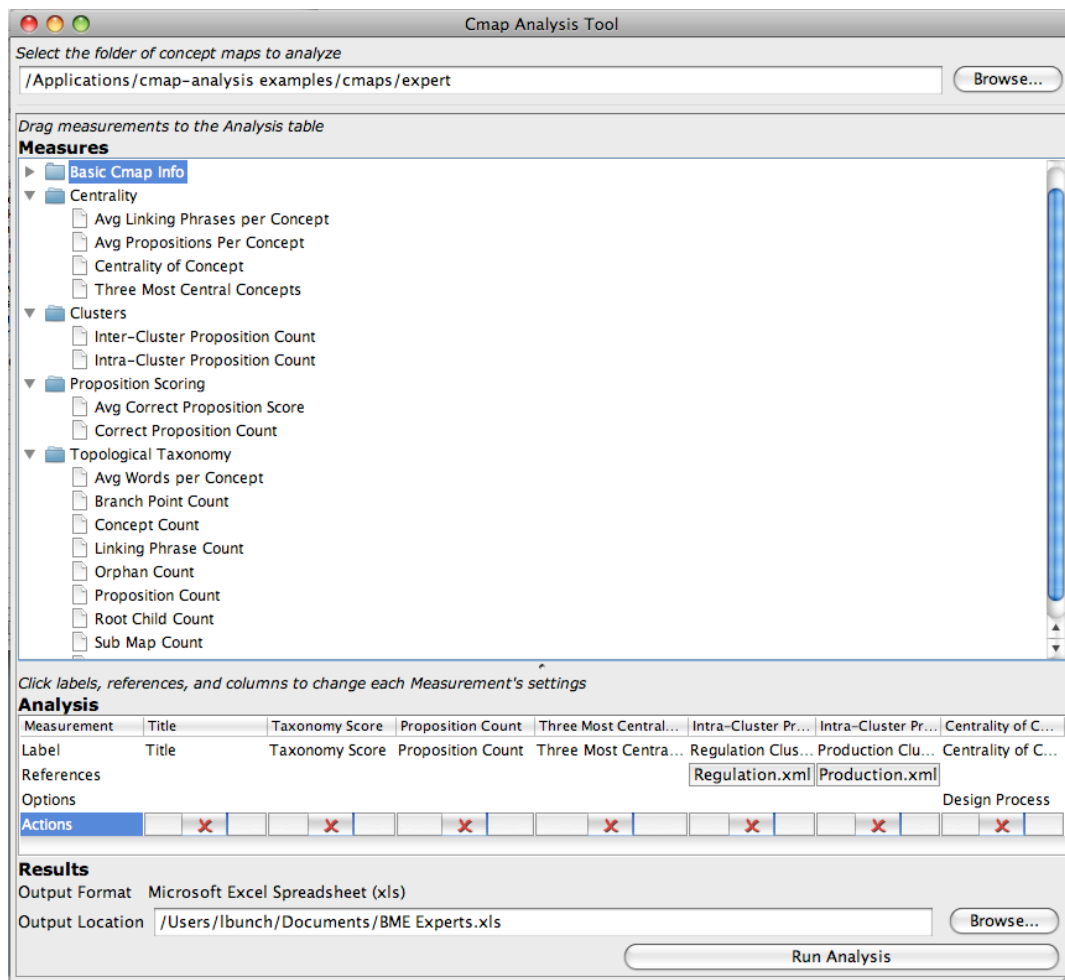 Cmap Analysis Tool
Select the folder of concept maps to analyze
/Applications/cmap-analysis examples/cmaps/expert Browse...
Drag measurements to the Analysis table
Measures
Basic Cmap Info
Centrality
Avg Linking Phrases per Concept
Avg Propositions Per Concept
Centrality of Concept
Three Most Central Concepts
Clusters
Inter-Cluster Proposition Count
Intra-Cluster Proposition Count
Proposition Scoring
Avg Correct Proposition Score
Correct Proposition Count
Topological Taxonomy
Avg Words per Concept
Branch Point Count
Concept Count
Linking Phrase Count
Orphan Count
Proposition Count
Root Child Count
Sub Map Count
Click labels, references, and columns to change each Measurement's settings
Analysis
Measurement Title Taxonomy Score Proposition Count Three Most Central... Intra-Cluster Pr... Intra-Cluster Pr... Centrality of C...
Label Title Taxonomy Score Proposition Count Three Most Centra... Regulation Clus... Production Clu... Centrality of C...
References Regulation.xml Production.xml
Options Design Process
Actions
Results
Output Format Microsoft Excel Spreadsheet (xls)
Output Location /Users/lbunch/Documents/BME Experts.xls Browse...
Run Analysis